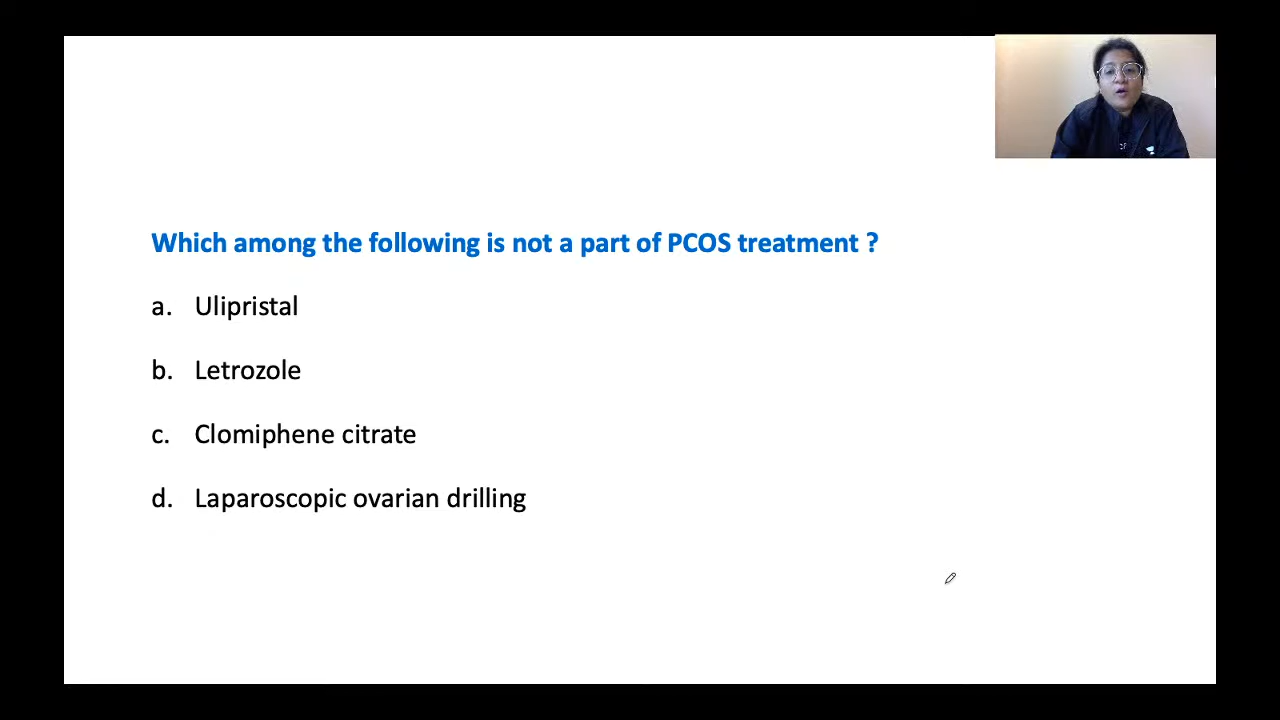 Which among the following is not a part of PCOS treatment ?
a. Ulipristal
b. Letrozole
c. Clomiphene citrate
d. Laparoscopic ovarian drilling